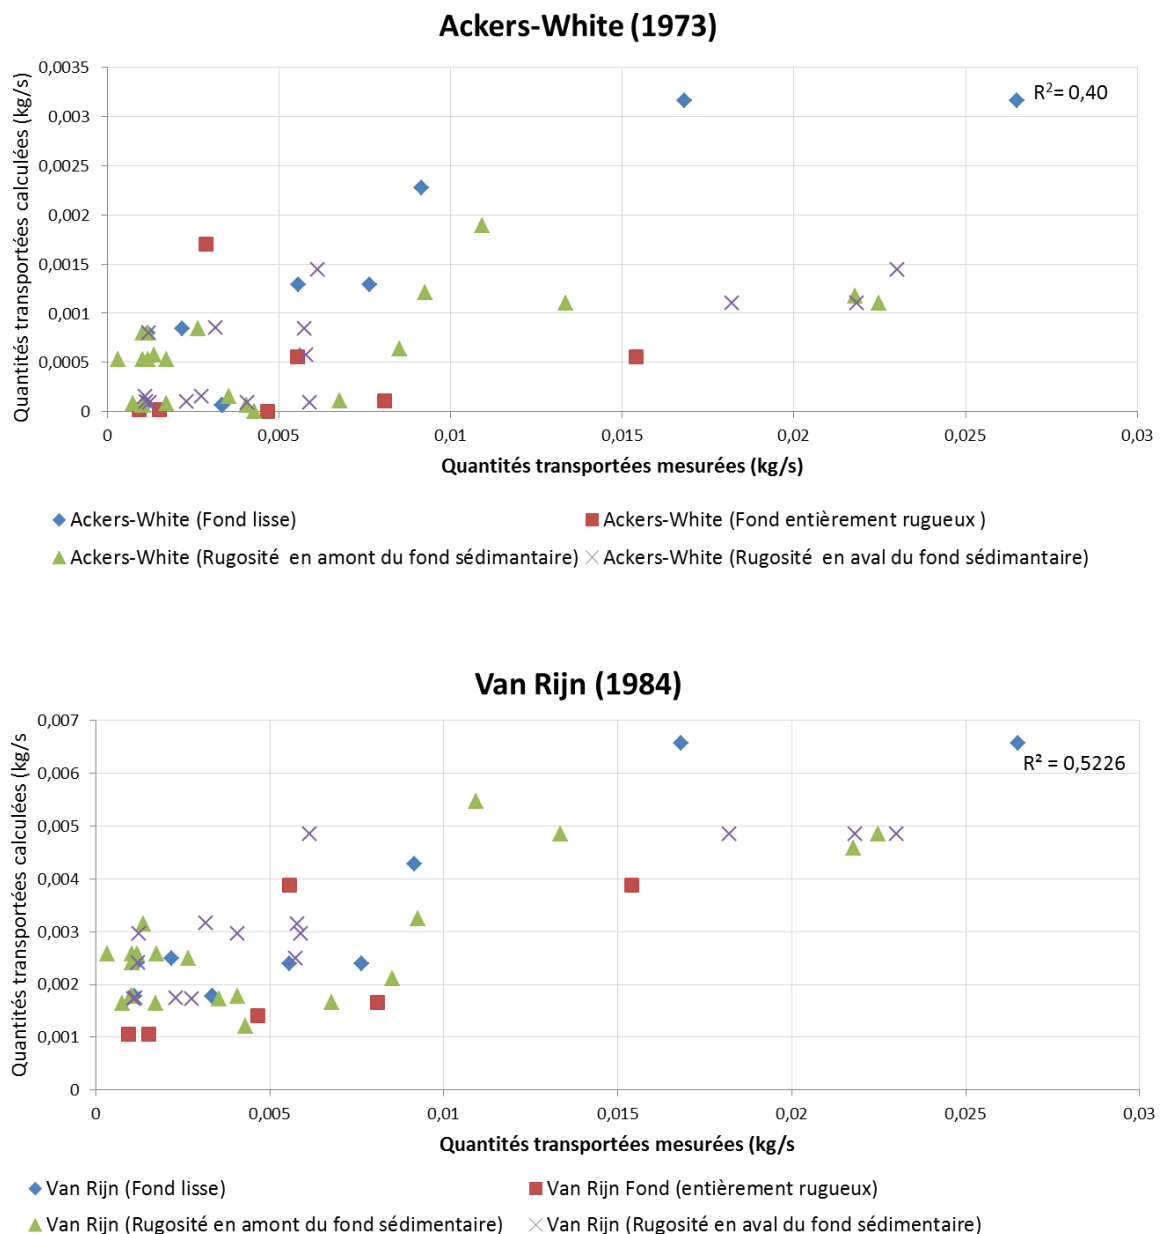 Ackers-White (1973)
Quantités transportées calculées (kg/s)
0,0035
0,003
0,0025
0,002
0,0015
0,001
0,0005
0
R²= 0,40
0 0,005 0,01 0,015 0,02 0,025 0,03
Quantités transportées mesurées (kg/s)
Ackers-White (Fond lisse) Ackers-White (Fond entièrement rugueux )
Ackers-White (Rugosité en amont du fond sédimantaire) Ackers-White (Rugosité en aval du fond sédimantaire)
Van Rijn (1984)
Quantités transportées calculées (kg/s
0,007
0,006
0,005
0,004
0,003
0,002
0,001
0
R² = 0,5226
0 0,005 0,01 0,015 0,02 0,025 0,03
Quantités transportées mesurées (kg/s
Van Rijn (Fond lisse) Van Rijn Fond (entièrement rugueux)
Van Rijn (Rugosité en amont du fond sédimentaire) Van Rijn (Rugosité en aval du fond sédimentaire)